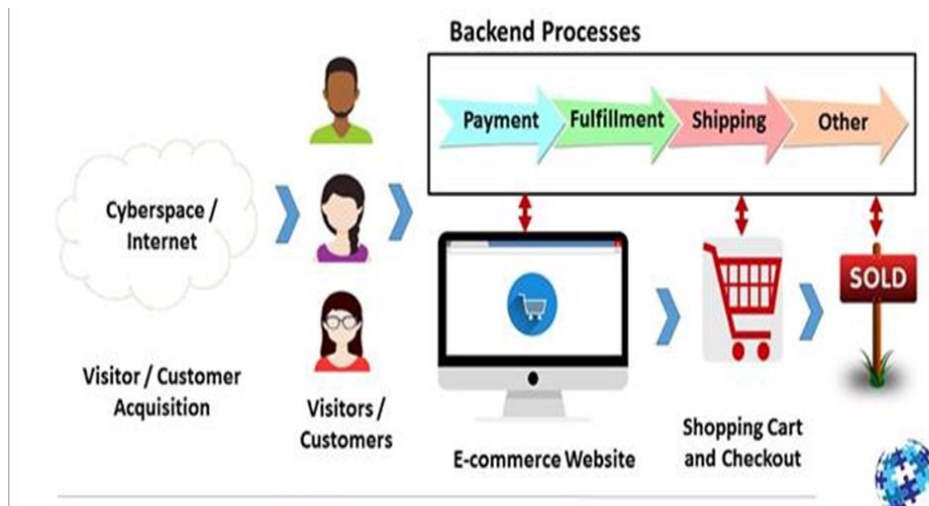 Backend Processes
Payment
Fulfillment
Shipping
Other
Cyberspace /
Internet
SOLD
Visitor / Customer
Acquisition
Visitors /
Customers
E-commerce Website
Shopping Cart
and Checkout